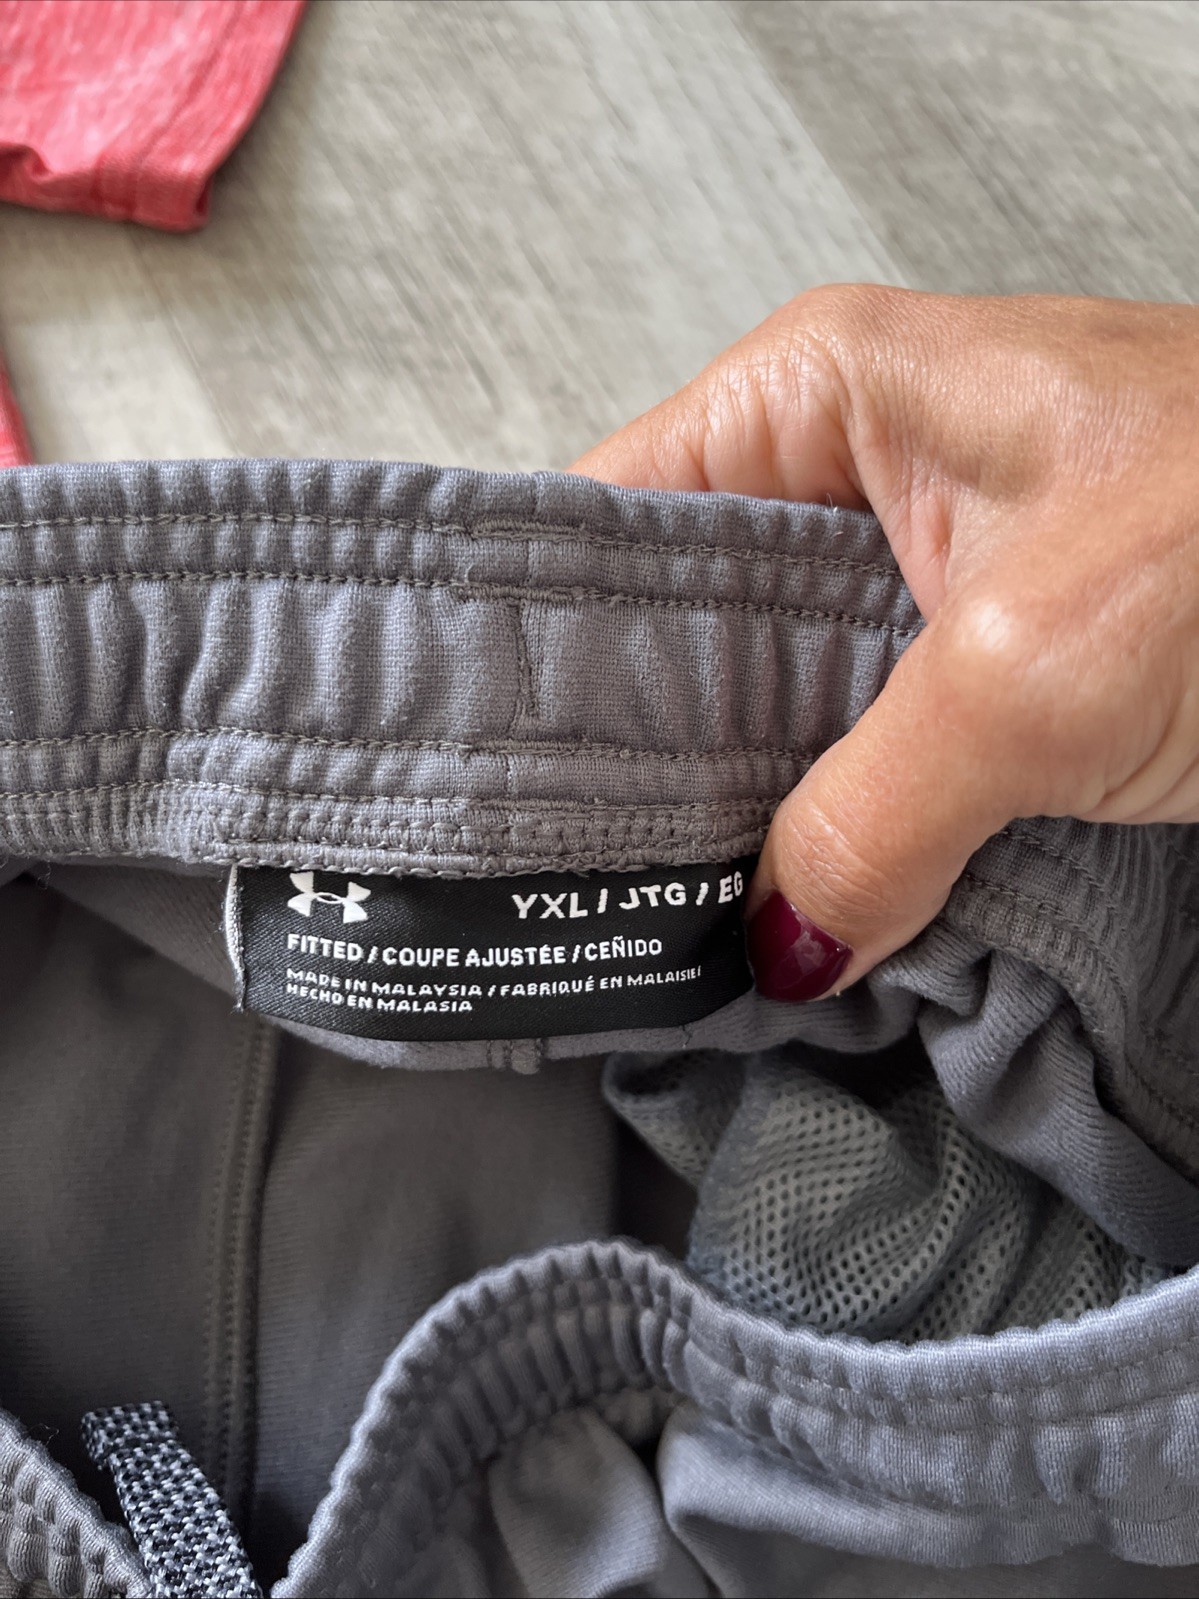 YXL / JTG / EG
FITTED / COUPE AJUSTÉE / CEÑIDO
MADE IN MALAYSIA / FABRIQUÉ EN MALAISIE/
HECHO EN MALASIA